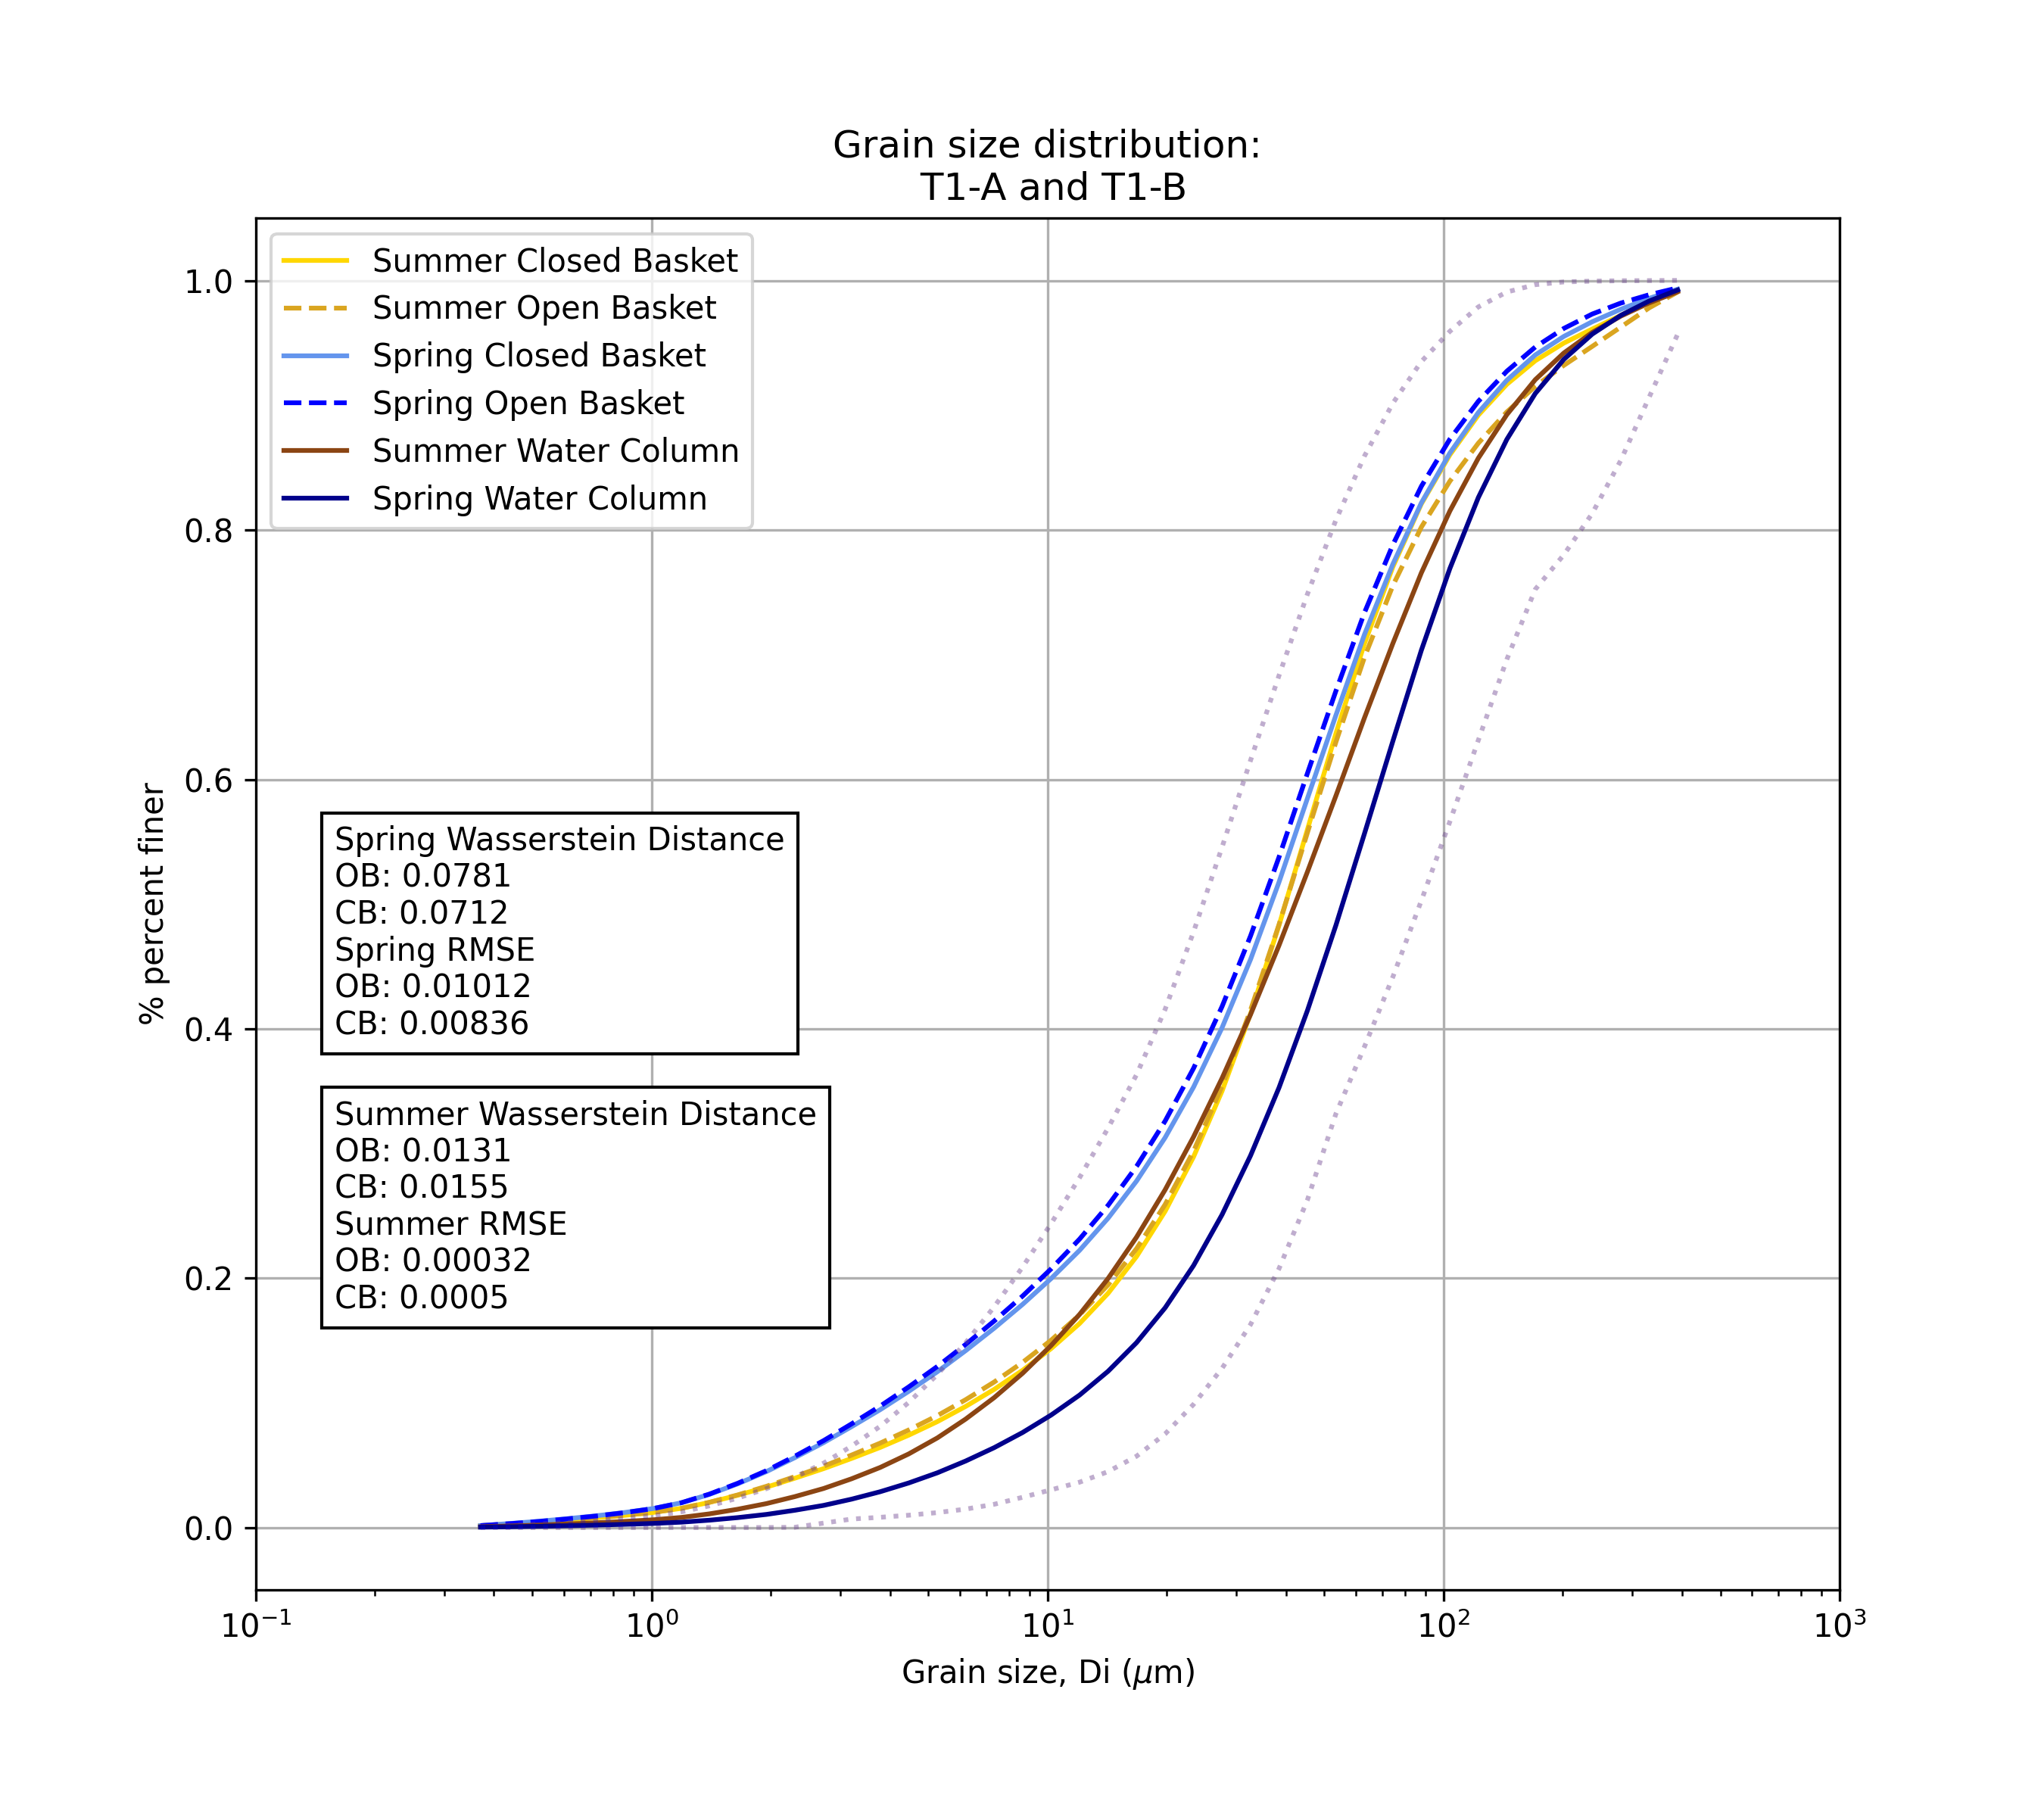 Grain size distribution:
T1-A and T1-B
Summer Closed Basket
Summer Open Basket
Spring Closed Basket
Spring Open Basket
Summer Water Column
Spring Water Column
1.0
0.8
0.6
0.4
0.2
0.0
% percent finer
Spring Wasserstein Distance
OB: 0.0781
CB: 0.0712
Spring RMSE
OB: 0.01012
CB: 0.00836
Summer Wasserstein Distance
OB: 0.0131
CB: 0.0155
Summer RMSE
OB: 0.00032
CB: 0.0005
10⁻¹ 10⁰ 10¹ 10² 10³
Grain size, Di (μm)